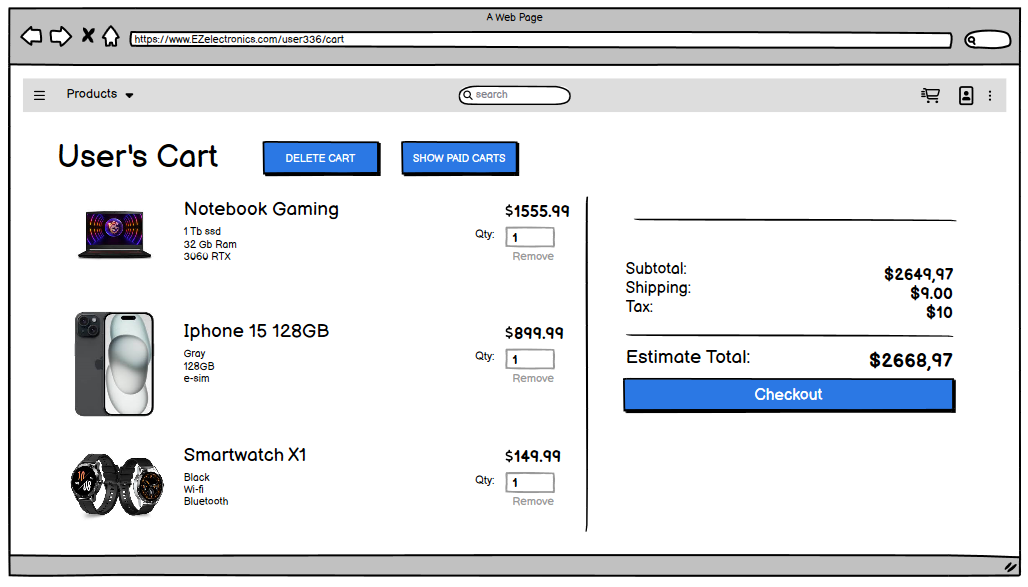 A Web Page
https://www.EZelectronics.com/user336/cart
Products
search
User's Cart
DELETE CART
SHOW PAID CARTS
Notebook Gaming
$1555.99
1 Tb ssd
32 Gb Ram
3060 RTX
Qty:
1
Remove
Iphone 15 128GB
$899.99
Gray
128GB
e-sim
Qty:
1
Remove
Smartwatch X1
$149.99
Black
Wi-fi
Bluetooth
Qty:
1
Remove
Subtotal:
$2649,97
Shipping:
$9.00
Tax:
$10
Estimate Total:
$2668,97
Checkout